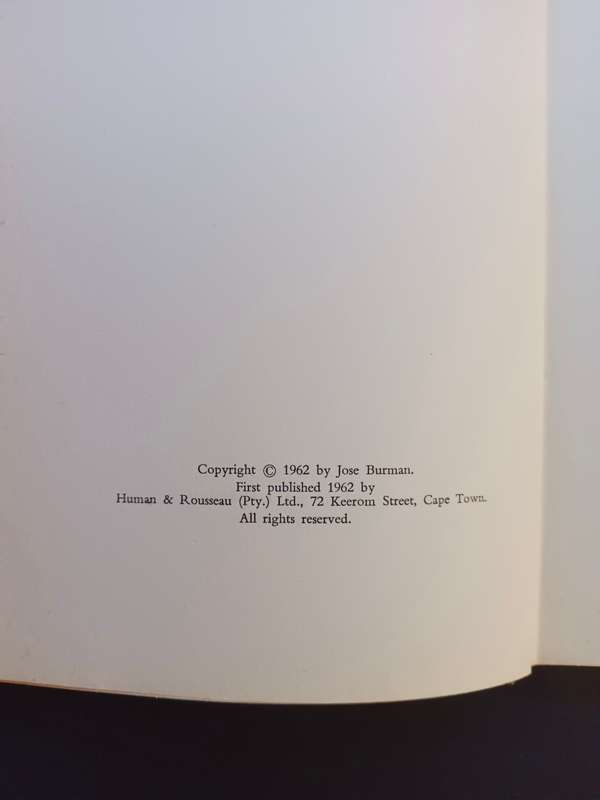 Copyright © 1962 by Jose Burman.
First published 1962 by
Human & Rousseau (Pty.) Ltd., 72 Keerom Street, Cape Town.
All rights reserved.